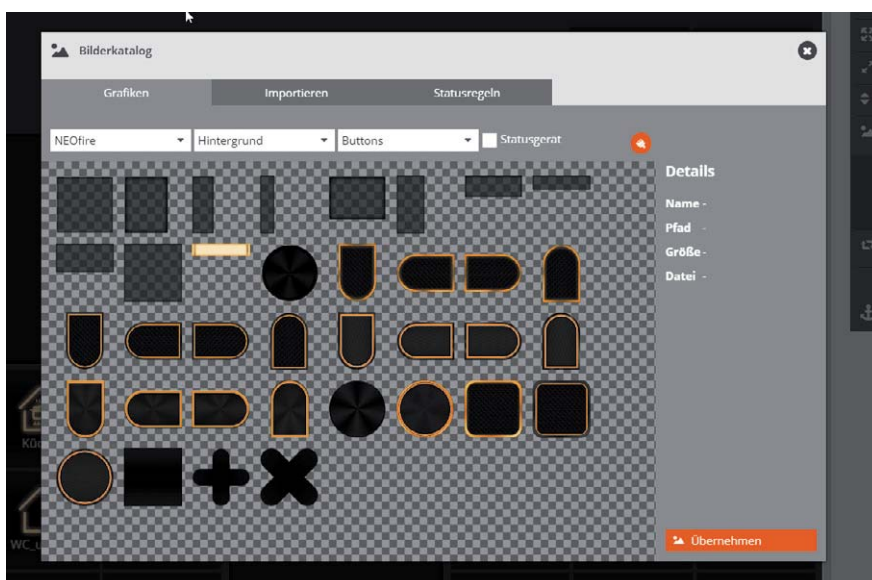 Bilderkatalog
Grafiken Importieren Statusregeln
NEOfire Hintergrund Buttons Statusgerät
Details
Name -
Pfad -
Größe -
Datei -
Übernehmen